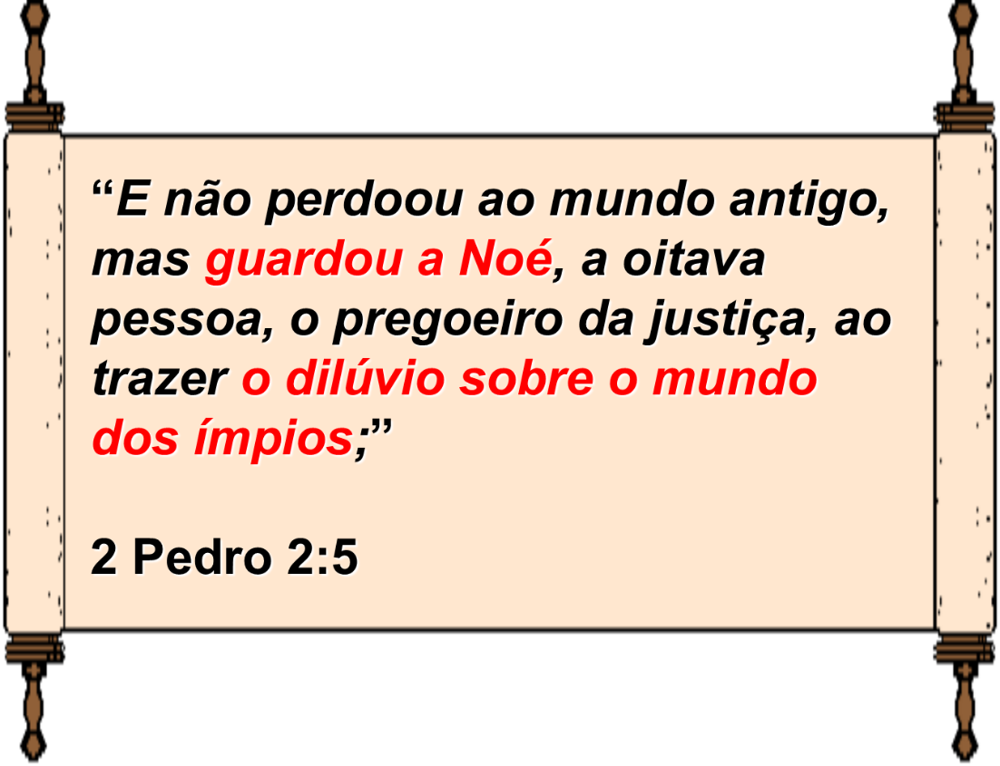 “E não perdoou ao mundo antigo,
mas guardou a Noé, a oitava
pessoa, o pregoeiro da justiça, ao
trazer o dilúvio sobre o mundo
dos ímpios;”
2 Pedro 2:5